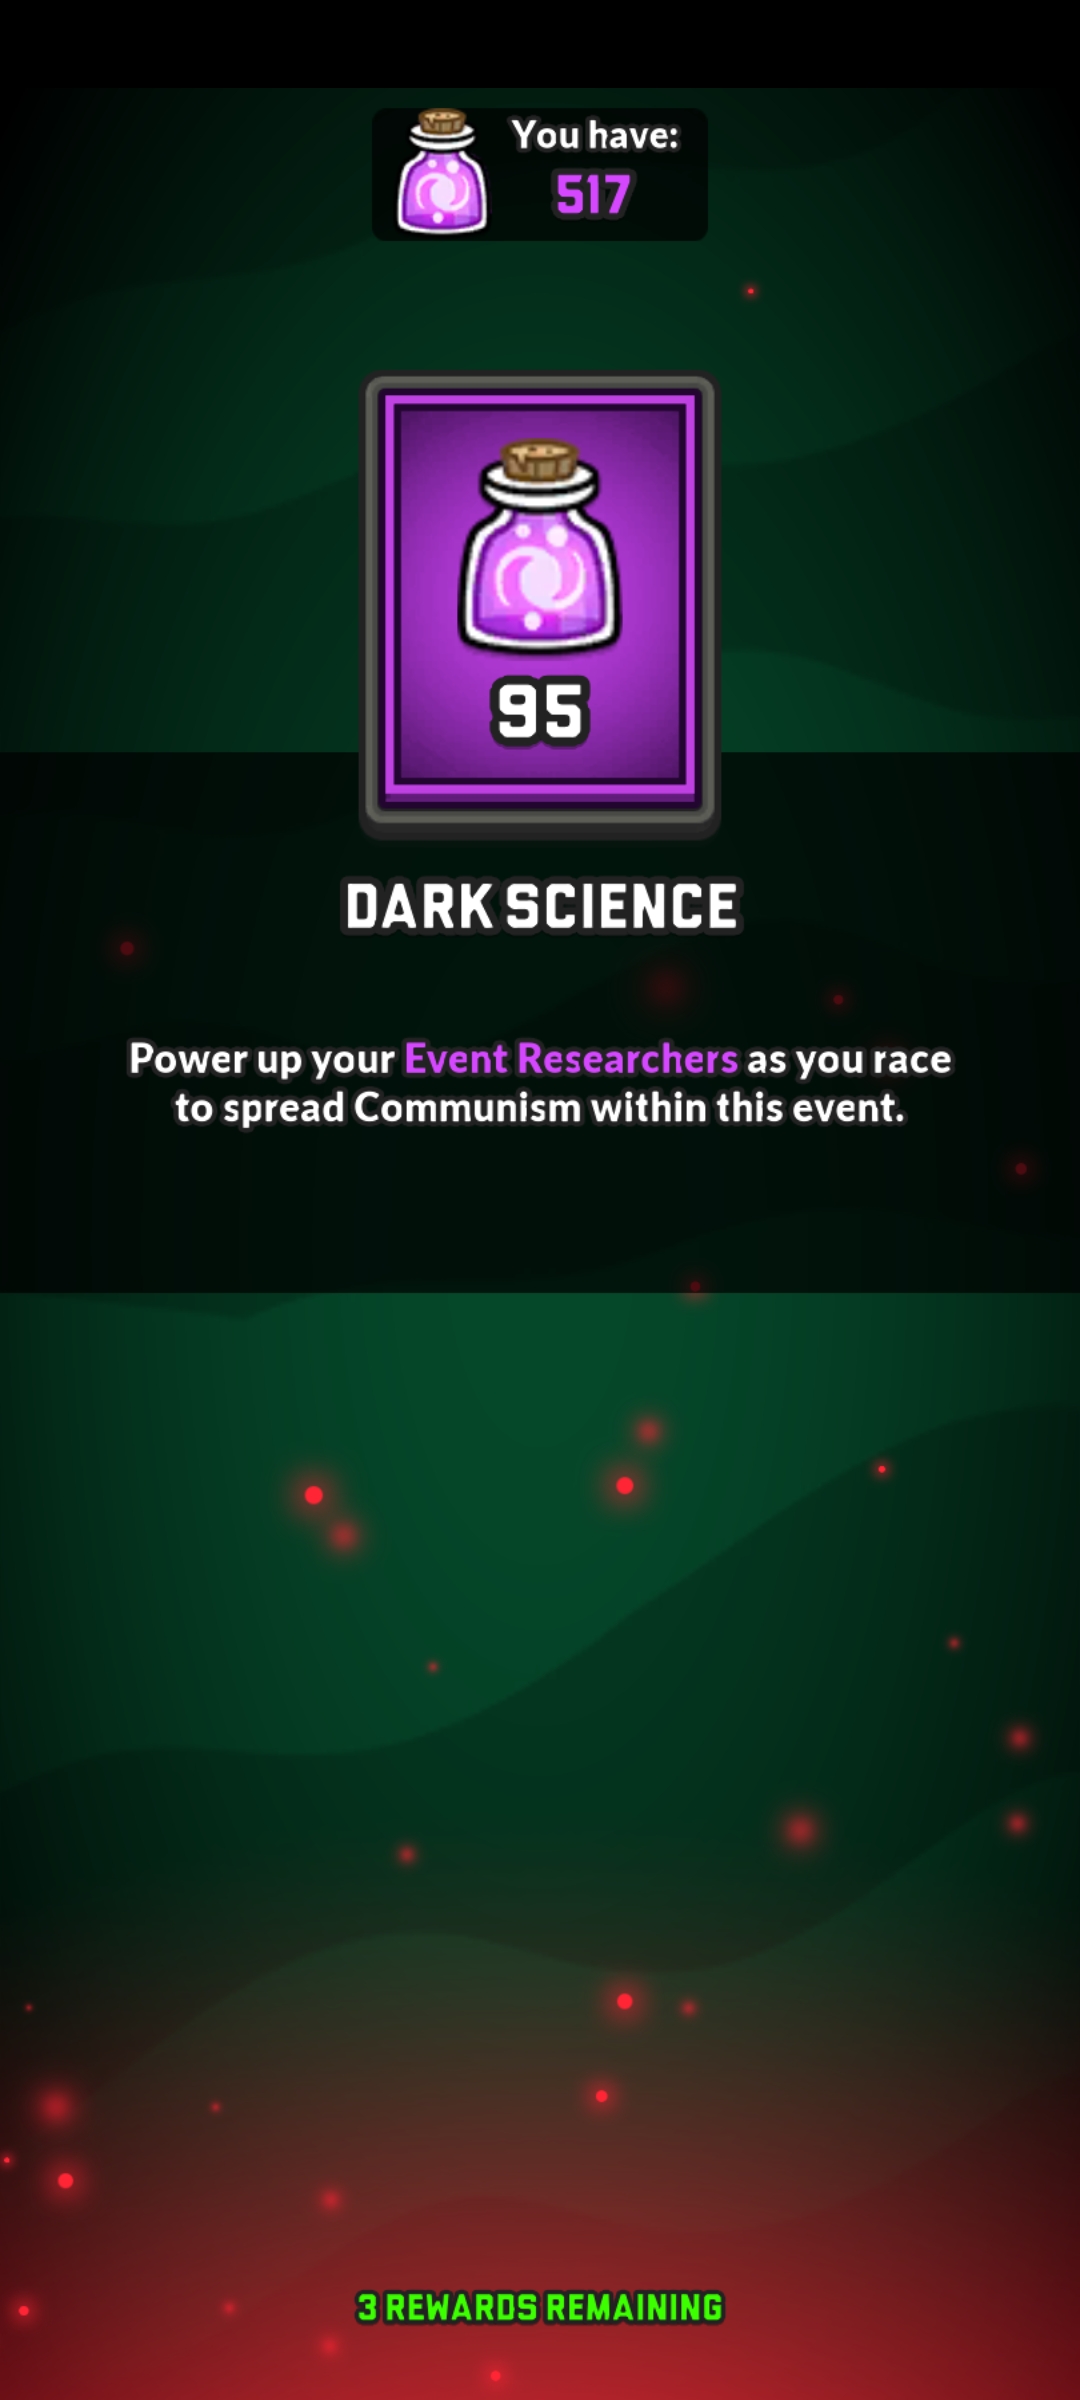 You have:
517
95
DARK SCIENCE
Power up your Event Researchers as you race
to spread Communism within this event.
3 REWARDS REMAINING